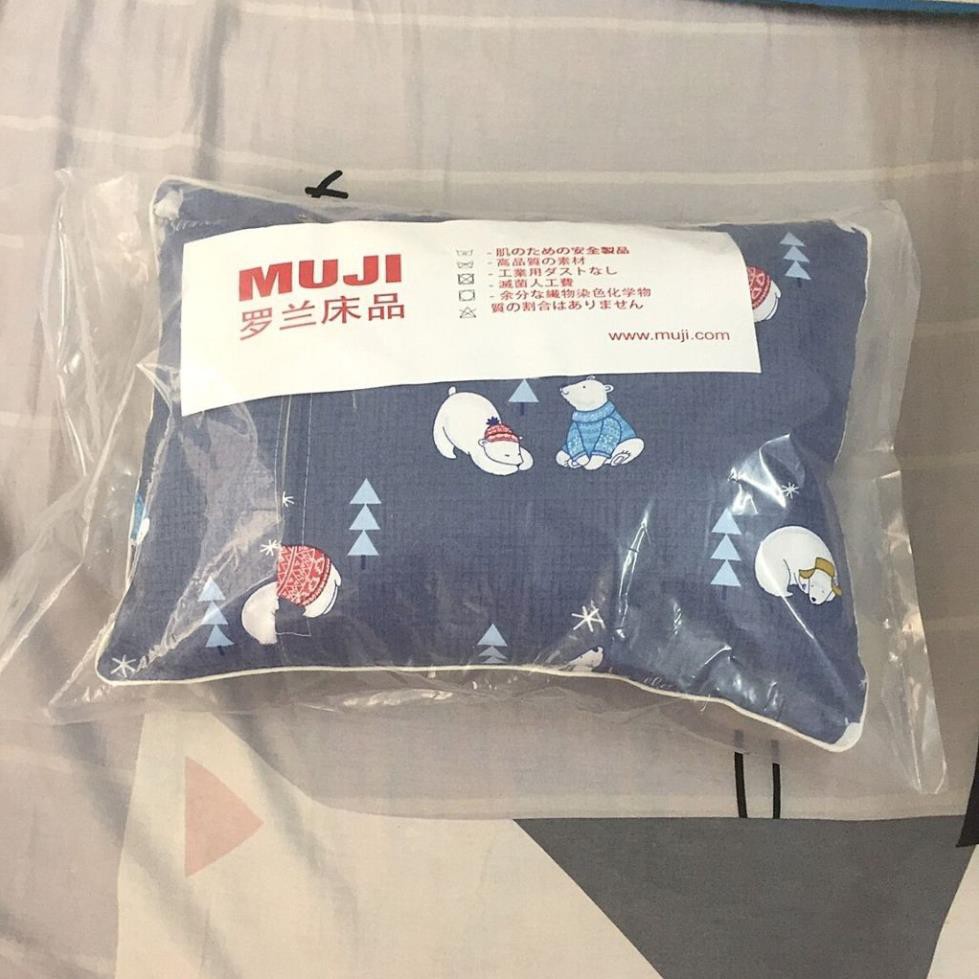 MUJI
罗兰床品
- 肌のための安全製品
- 高品質の素材
- 工業用ダストなし
- 滅菌人工費
- 余分な繊物染色化学物
質の割合はありません
www.muji.com